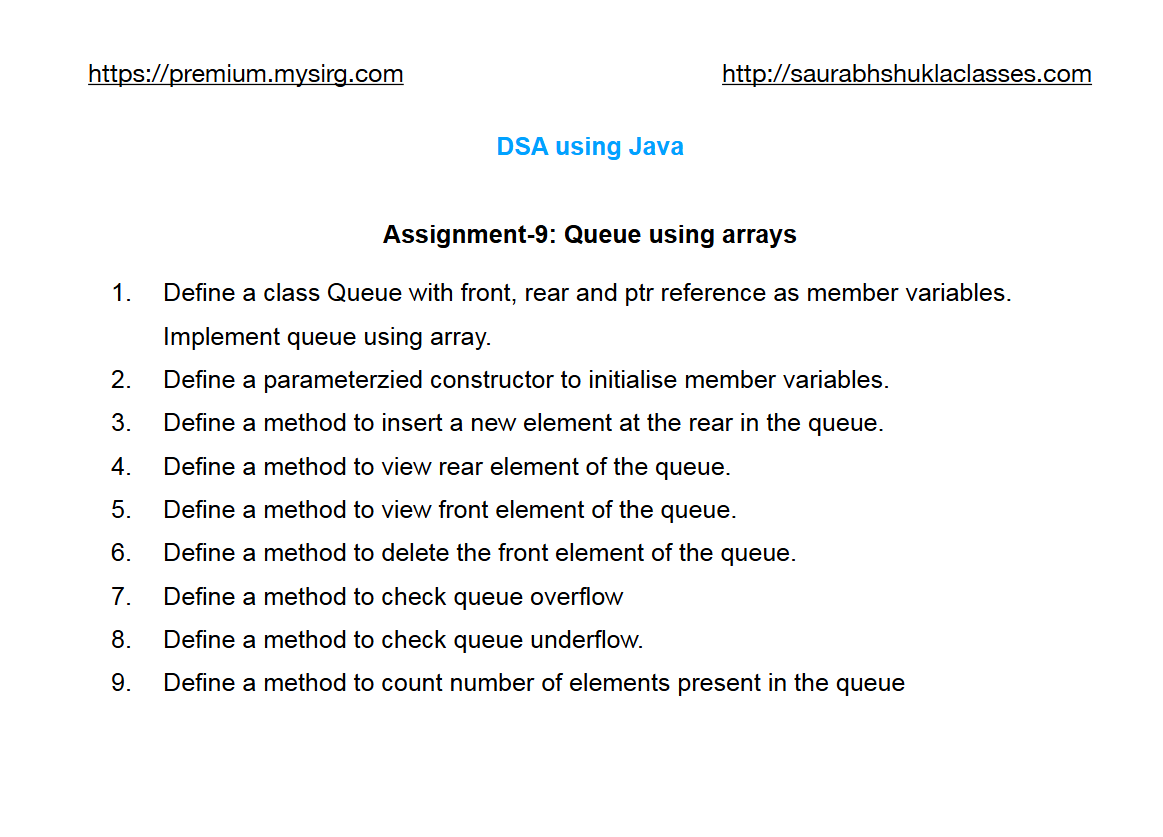 https://premium.mysirg.com http://saurabhshuklaclasses.com
DSA using Java
Assignment-9: Queue using arrays
1. Define a class Queue with front, rear and ptr reference as member variables.
Implement queue using array.
2. Define a parameterzied constructor to initialise member variables.
3. Define a method to insert a new element at the rear in the queue.
4. Define a method to view rear element of the queue.
5. Define a method to view front element of the queue.
6. Define a method to delete the front element of the queue.
7. Define a method to check queue overflow
8. Define a method to check queue underflow.
9. Define a method to count number of elements present in the queue